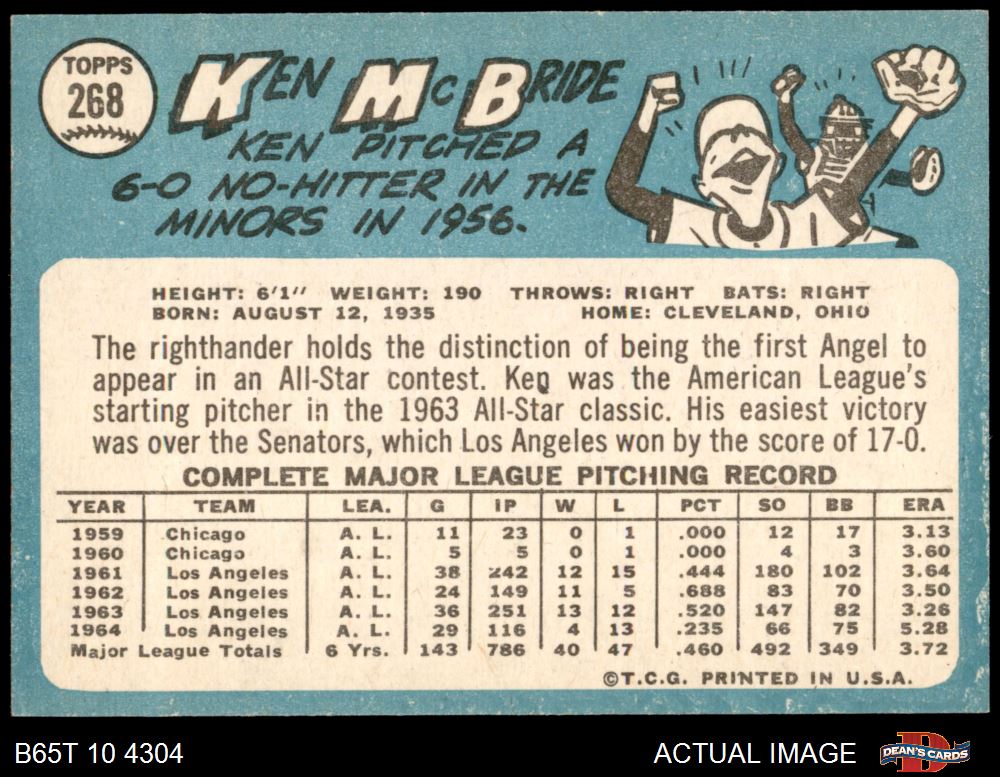 TOPPS
268
KEN MCBRIDE
KEN PITCHED A
6-0 NO-HITTER IN THE
MINORS IN 1956.
HEIGHT: 6'1" WEIGHT: 190 THROWS: RIGHT BATS: RIGHT
BORN: AUGUST 12, 1935 HOME: CLEVELAND, OHIO
The righthander holds the distinction of being the first Angel to
appear in an All-Star contest. Ken was the American League's
starting pitcher in the 1963 All-Star classic. His easiest victory
was over the Senators, which Los Angeles won by the score of 17-0.
COMPLETE MAJOR LEAGUE PITCHING RECORD
YEAR TEAM LEA. G IP W L PCT SO BB ERA
1959 Chicago A. L. 11 23 0 1 .000 12 17 3.13
1960 Chicago A. L. 5 5 0 1 .000 4 3 3.60
1961 Los Angeles A. L. 38 242 12 15 .444 180 102 3.64
1962 Los Angeles A. L. 24 149 11 5 .688 83 70 3.50
1963 Los Angeles A. L. 36 251 13 12 .520 147 82 3.26
1964 Los Angeles A. L. 29 116 4 13 .235 66 75 5.28
Major League Totals 6 Yrs. 143 786 40 47 .460 492 349 3.72
©T.C.G. PRINTED IN U.S.A.
B65T 10 4304 ACTUAL IMAGE DEAN'S CARDS